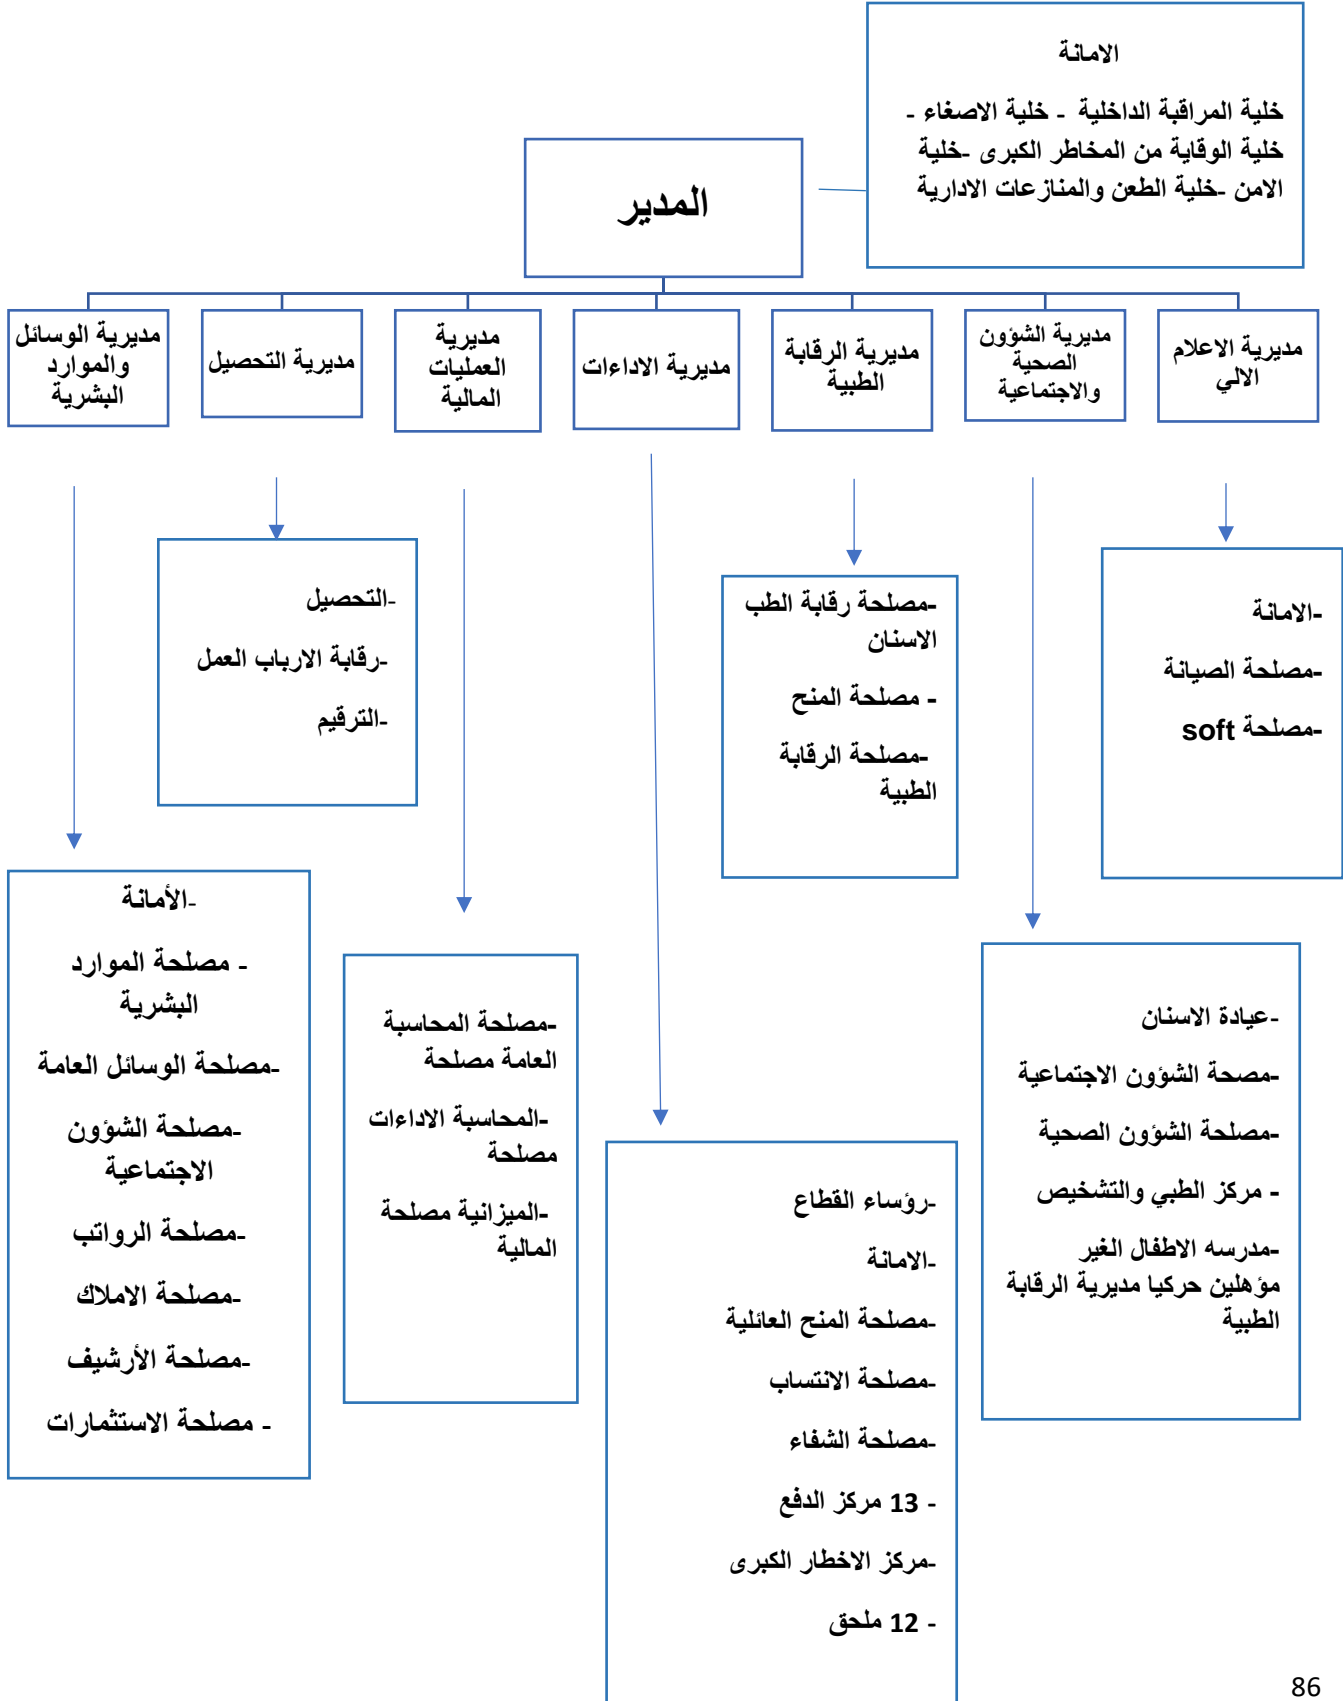 الامانة
خلية المراقبة الداخلية - خلية الاصغاء -
خلية الوقاية من المخاطر الكبرى -خلية
الامن -خلية الطعن والمنازعات الادارية
المدير
مديرية الاعلام
الالي
مديرية الشؤون
الصحية
والاجتماعية
مديرية الرقابة
الطبية
مديرية الاداءات
مديرية
العمليات
المالية
مديرية التحصيل
مديرية الوسائل
والموارد
البشرية
-الامانة
-مصلحة الصيانة
-مصلحة soft
-عيادة الاسنان
-مصحة الشؤون الاجتماعية
-مصلحة الشؤون الصحية
- مركز الطبي والتشخيص
-مدرسه الاطفال الغير
مؤهلين حركيا مديرية الرقابة
الطبية
-مصلحة رقابة الطب
الاسنان
- مصلحة المنح
-مصلحة الرقابة
الطبية
-رؤساء القطاع
-الامانة
-مصلحة المنح العائلية
-مصلحة الانتساب
-مصلحة الشفاء
- 13 مركز الدفع
-مركز الاخطار الكبرى
- 12 ملحق
-مصلحة المحاسبة
العامة مصلحة
-المحاسبة الاداءات
مصلحة
-الميزانية مصلحة
المالية
-التحصيل
-رقابة الارباب العمل
-الترقيم
-الأمانة
- مصلحة الموارد
البشرية
-مصلحة الوسائل العامة
-مصلحة الشؤون
الاجتماعية
-مصلحة الرواتب
-مصلحة الاملاك
-مصلحة الأرشيف
- مصلحة الاستثمارات
86